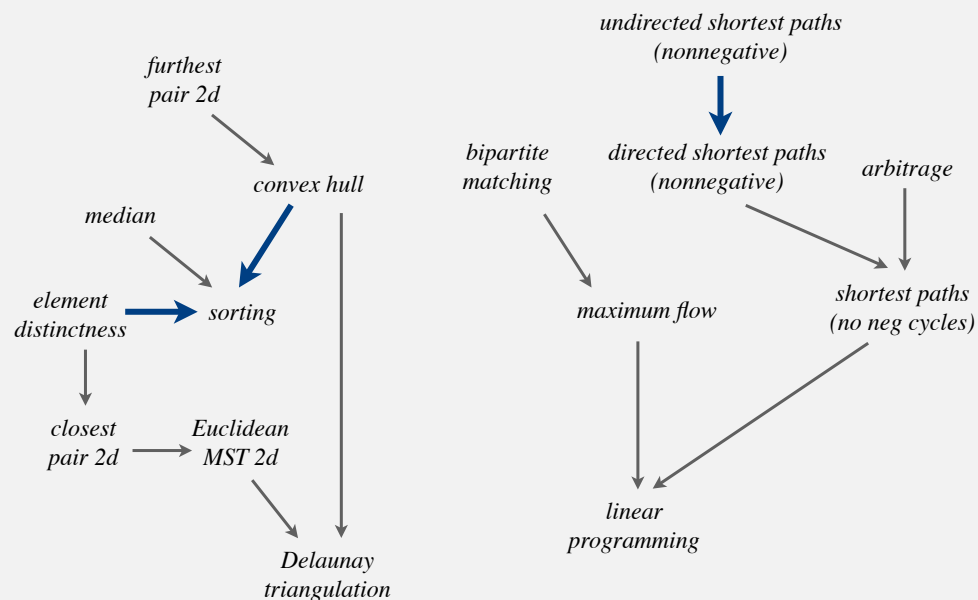 undirected shortest paths
(nonnegative)
furthest
pair 2d
bipartite
matching
directed shortest paths
(nonnegative)
arbitrage
convex hull
median
element
distinctness
sorting
maximum flow
shortest paths
(no neg cycles)
closest
pair 2d
Euclidean
MST 2d
linear
programming
Delaunay
triangulation